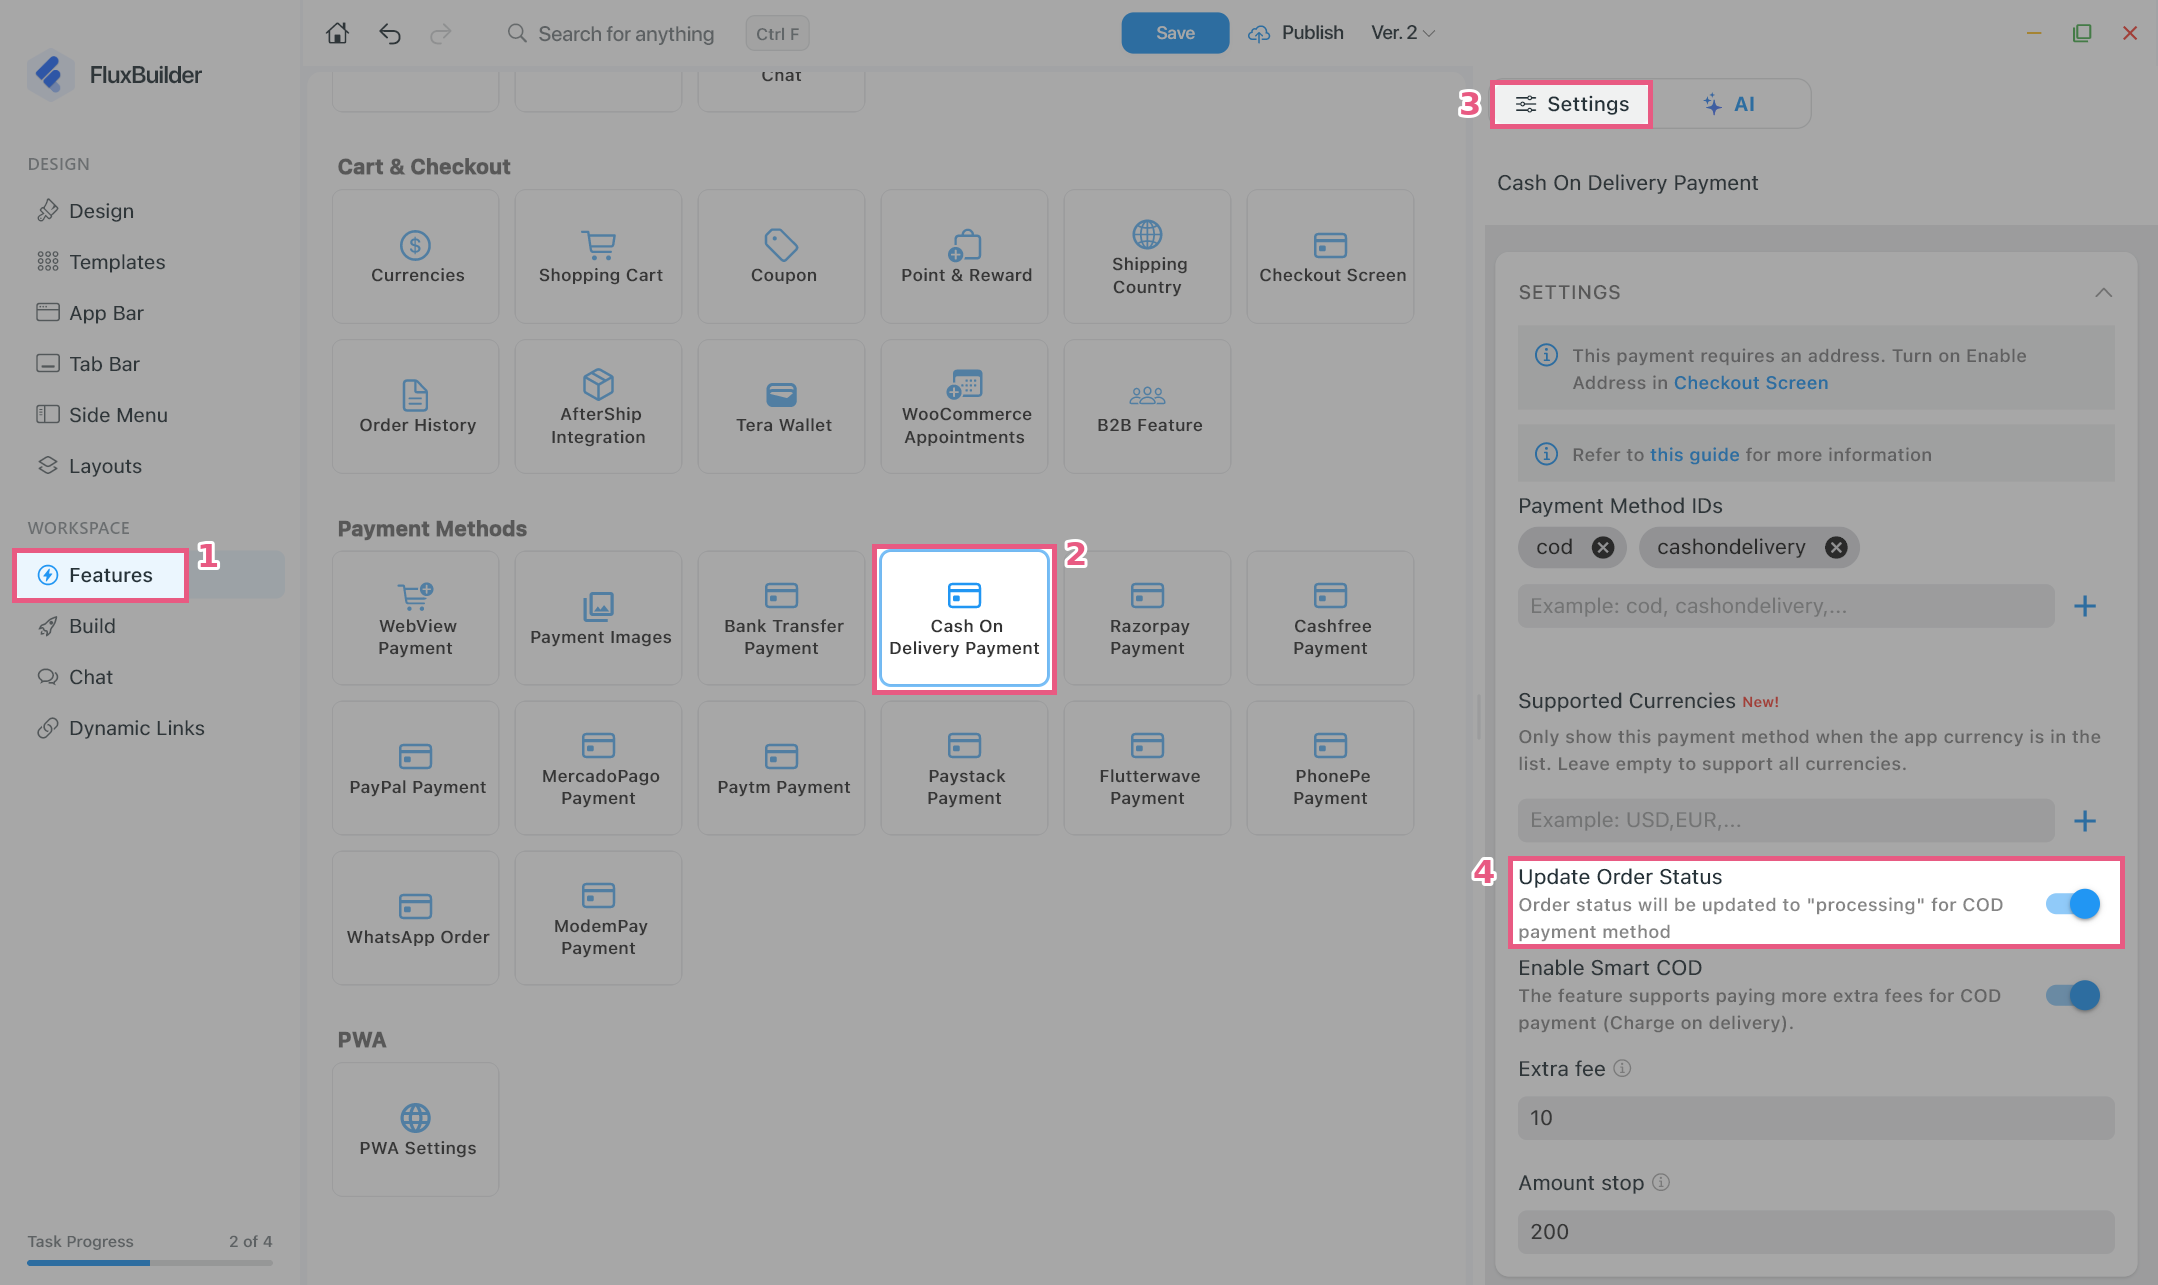 FluxBuilder
Search for anything
Ctrl F
Save
Publish
Ver. 2
DESIGN
Design
Templates
App Bar
Tab Bar
Side Menu
Layouts
WORKSPACE
Features
1
Build
Chat
Dynamic Links
Task Progress
2 of 4
Chat
Cart & Checkout
Currencies
Shopping Cart
Coupon
Point & Reward
Shipping
Country
Checkout Screen
Order History
AfterShip
Integration
Tera Wallet
WooCommerce
Appointments
B2B Feature
Payment Methods
WebView
Payment
Payment Images
Bank Transfer
Payment
Cash On
Delivery Payment
2
Razorpay
Payment
Cashfree
Payment
PayPal Payment
MercadoPago
Payment
Paytm Payment
Paystack
Payment
Flutterwave
Payment
PhonePe
Payment
WhatsApp Order
ModemPay
Payment
PWA
PWA Settings
3
Settings
AI
Cash On Delivery Payment
SETTINGS
This payment requires an address. Turn on Enable
Address in Checkout Screen
Refer to this guide for more information
Payment Method IDs
cod
cashondelivery
Example: cod, cashondelivery,...
Supported Currencies New!
Only show this payment method when the app currency is in the
list. Leave empty to support all currencies.
Example: USD,EUR,...
4
Update Order Status
Order status will be updated to "processing" for COD
payment method
Enable Smart COD
The feature supports paying more extra fees for COD
payment (Charge on delivery).
Extra fee
10
Amount stop
200